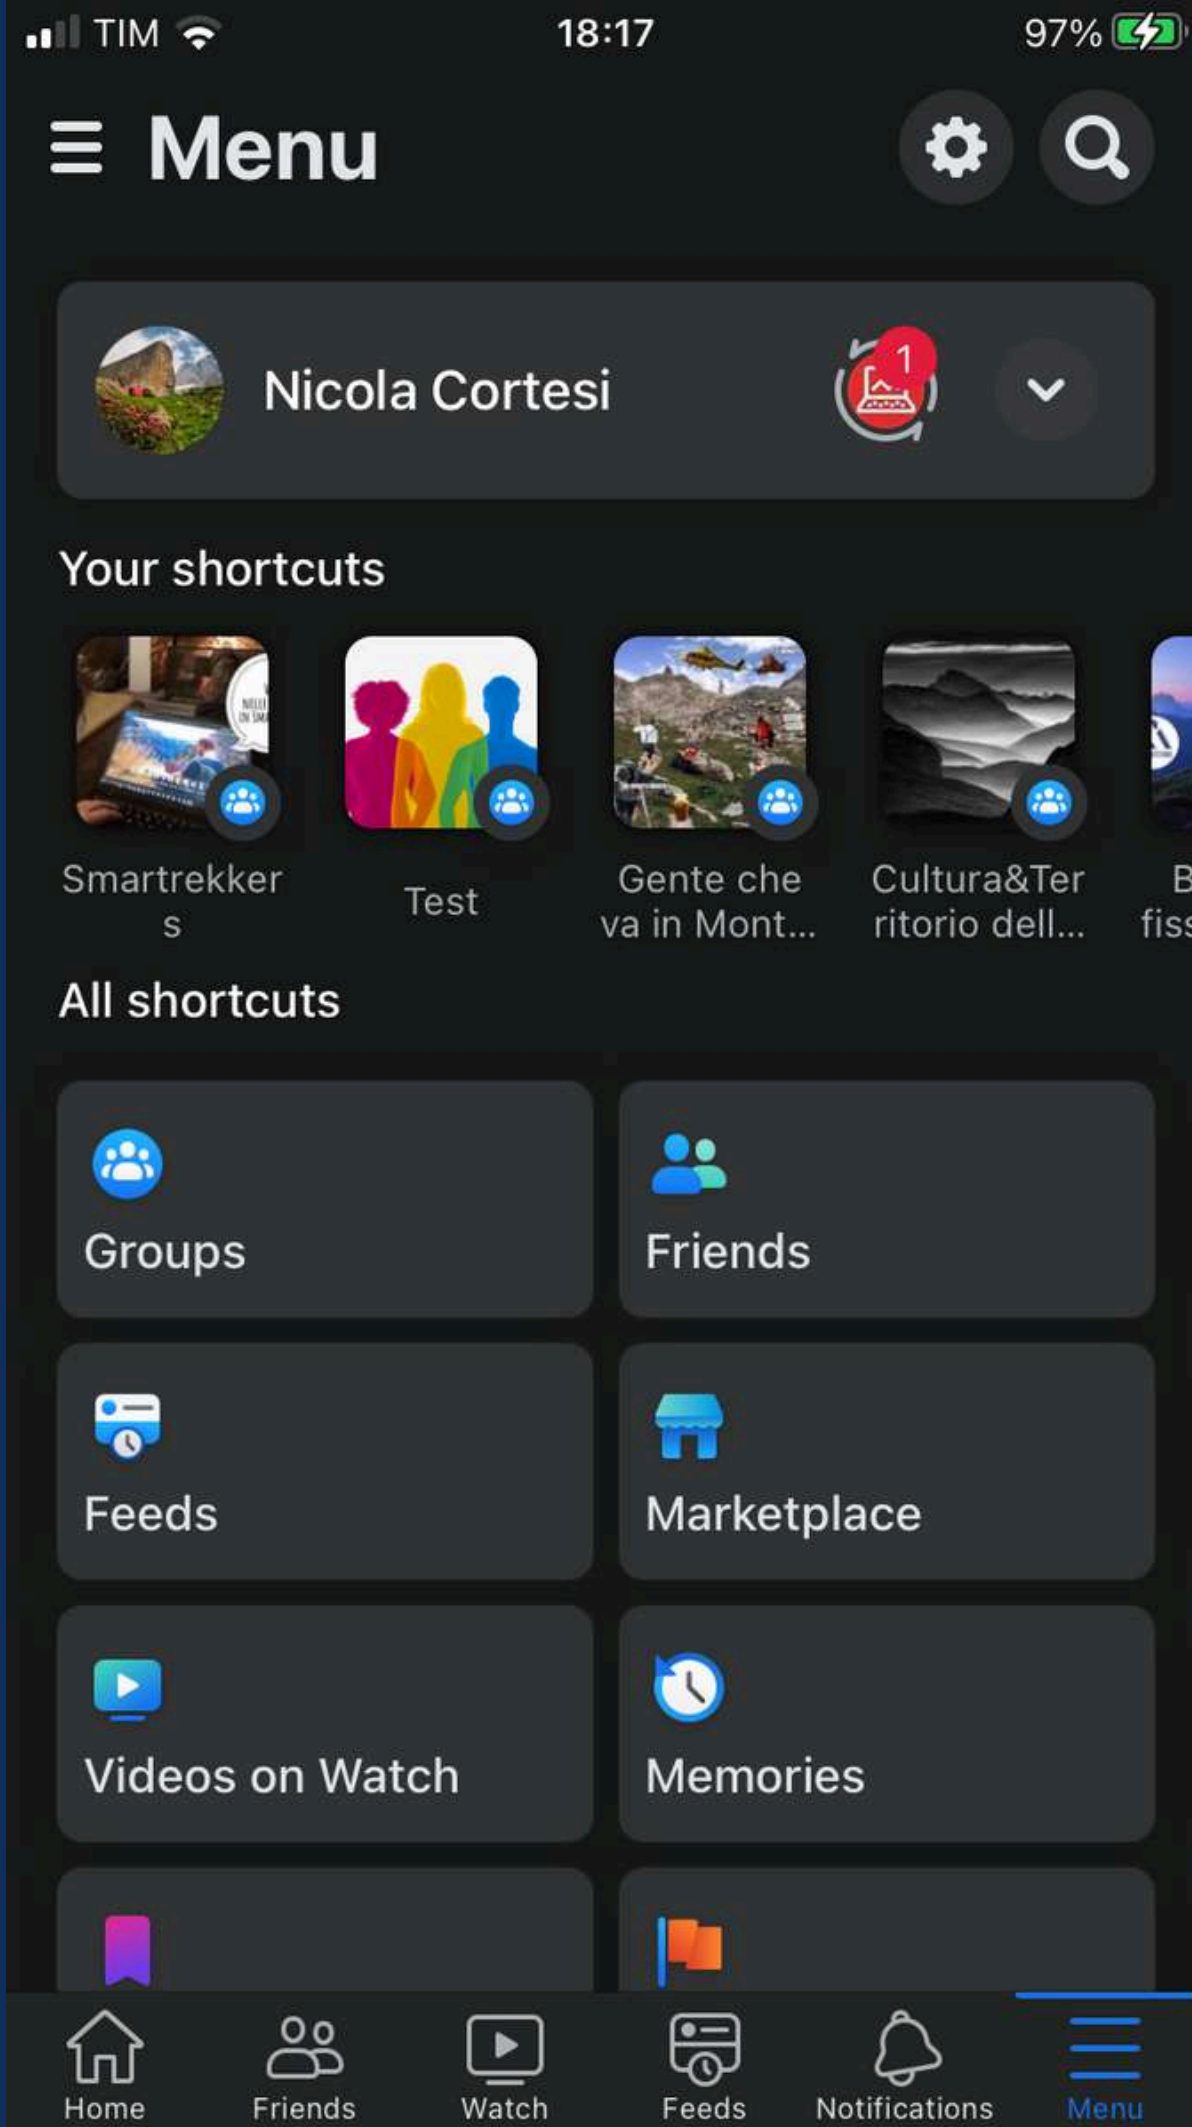 TIM 18:17 97%
Menu
Nicola Cortesi
1
Your shortcuts
Smartrekker
s
Test
Gente che
va in Mont...
Cultura&Ter
ritorio dell...
B
fiss
All shortcuts
Groups
Friends
Feeds
Marketplace
Videos on Watch
Memories
Home
Friends
Watch
Feeds
Notifications
Menu